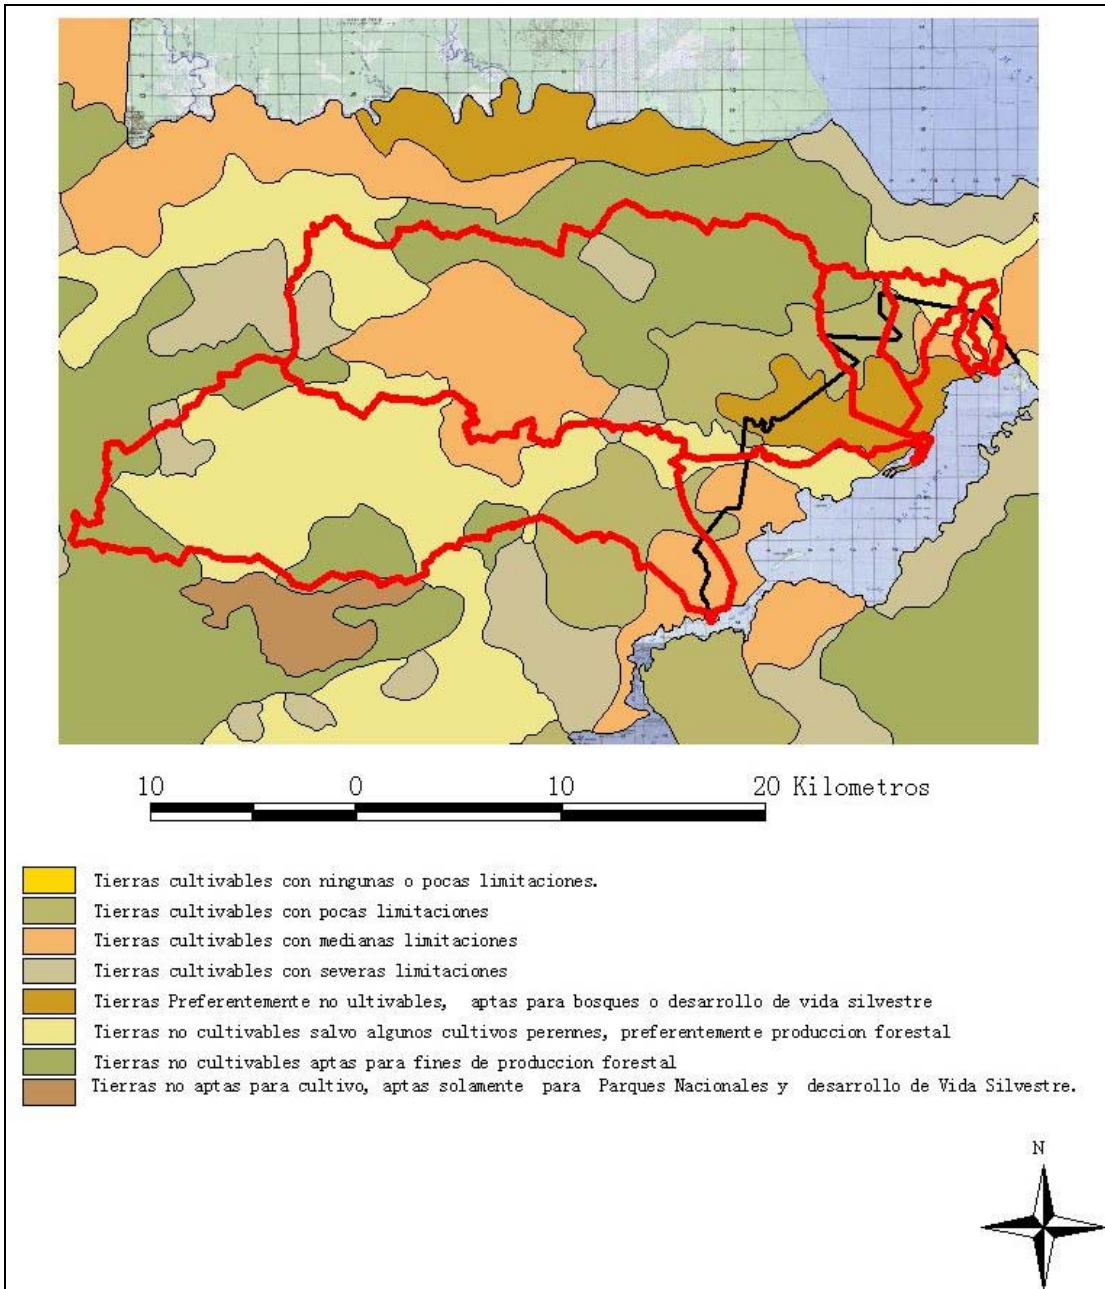 10 0 10 20 Kilometros
Tierras cultivables con ningunas o pocas limitaciones.
Tierras cultivables con pocas limitaciones
Tierras cultivables con medianas limitaciones
Tierras cultivables con severas limitaciones
Tierras Preferentemente no ultivables, aptas para bosques o desarrollo de vida silvestre
Tierras no cultivables salvo algunos cultivos perennes, preferentemente produccion forestal
Tierras no cultivables aptas para fines de produccion forestal
Tierras no aptas para cultivo, aptas solamente para Parques Nacionales y desarrollo de Vida Silvestre.
N